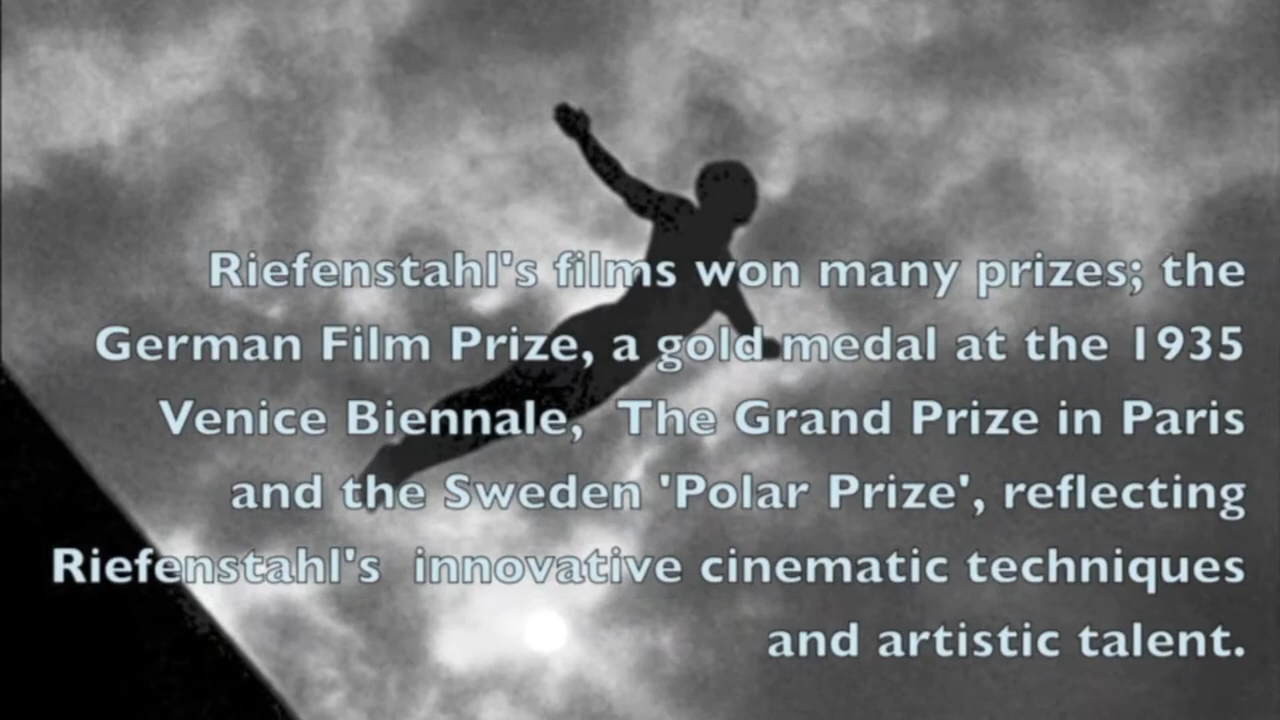 Riefenstahl's films won many prizes; the
German Film Prize, a gold medal at the 1935
Venice Biennale,  The Grand Prize in Paris
and the Sweden 'Polar Prize', reflecting
Riefenstahl's  innovative cinematic techniques
and artistic talent.